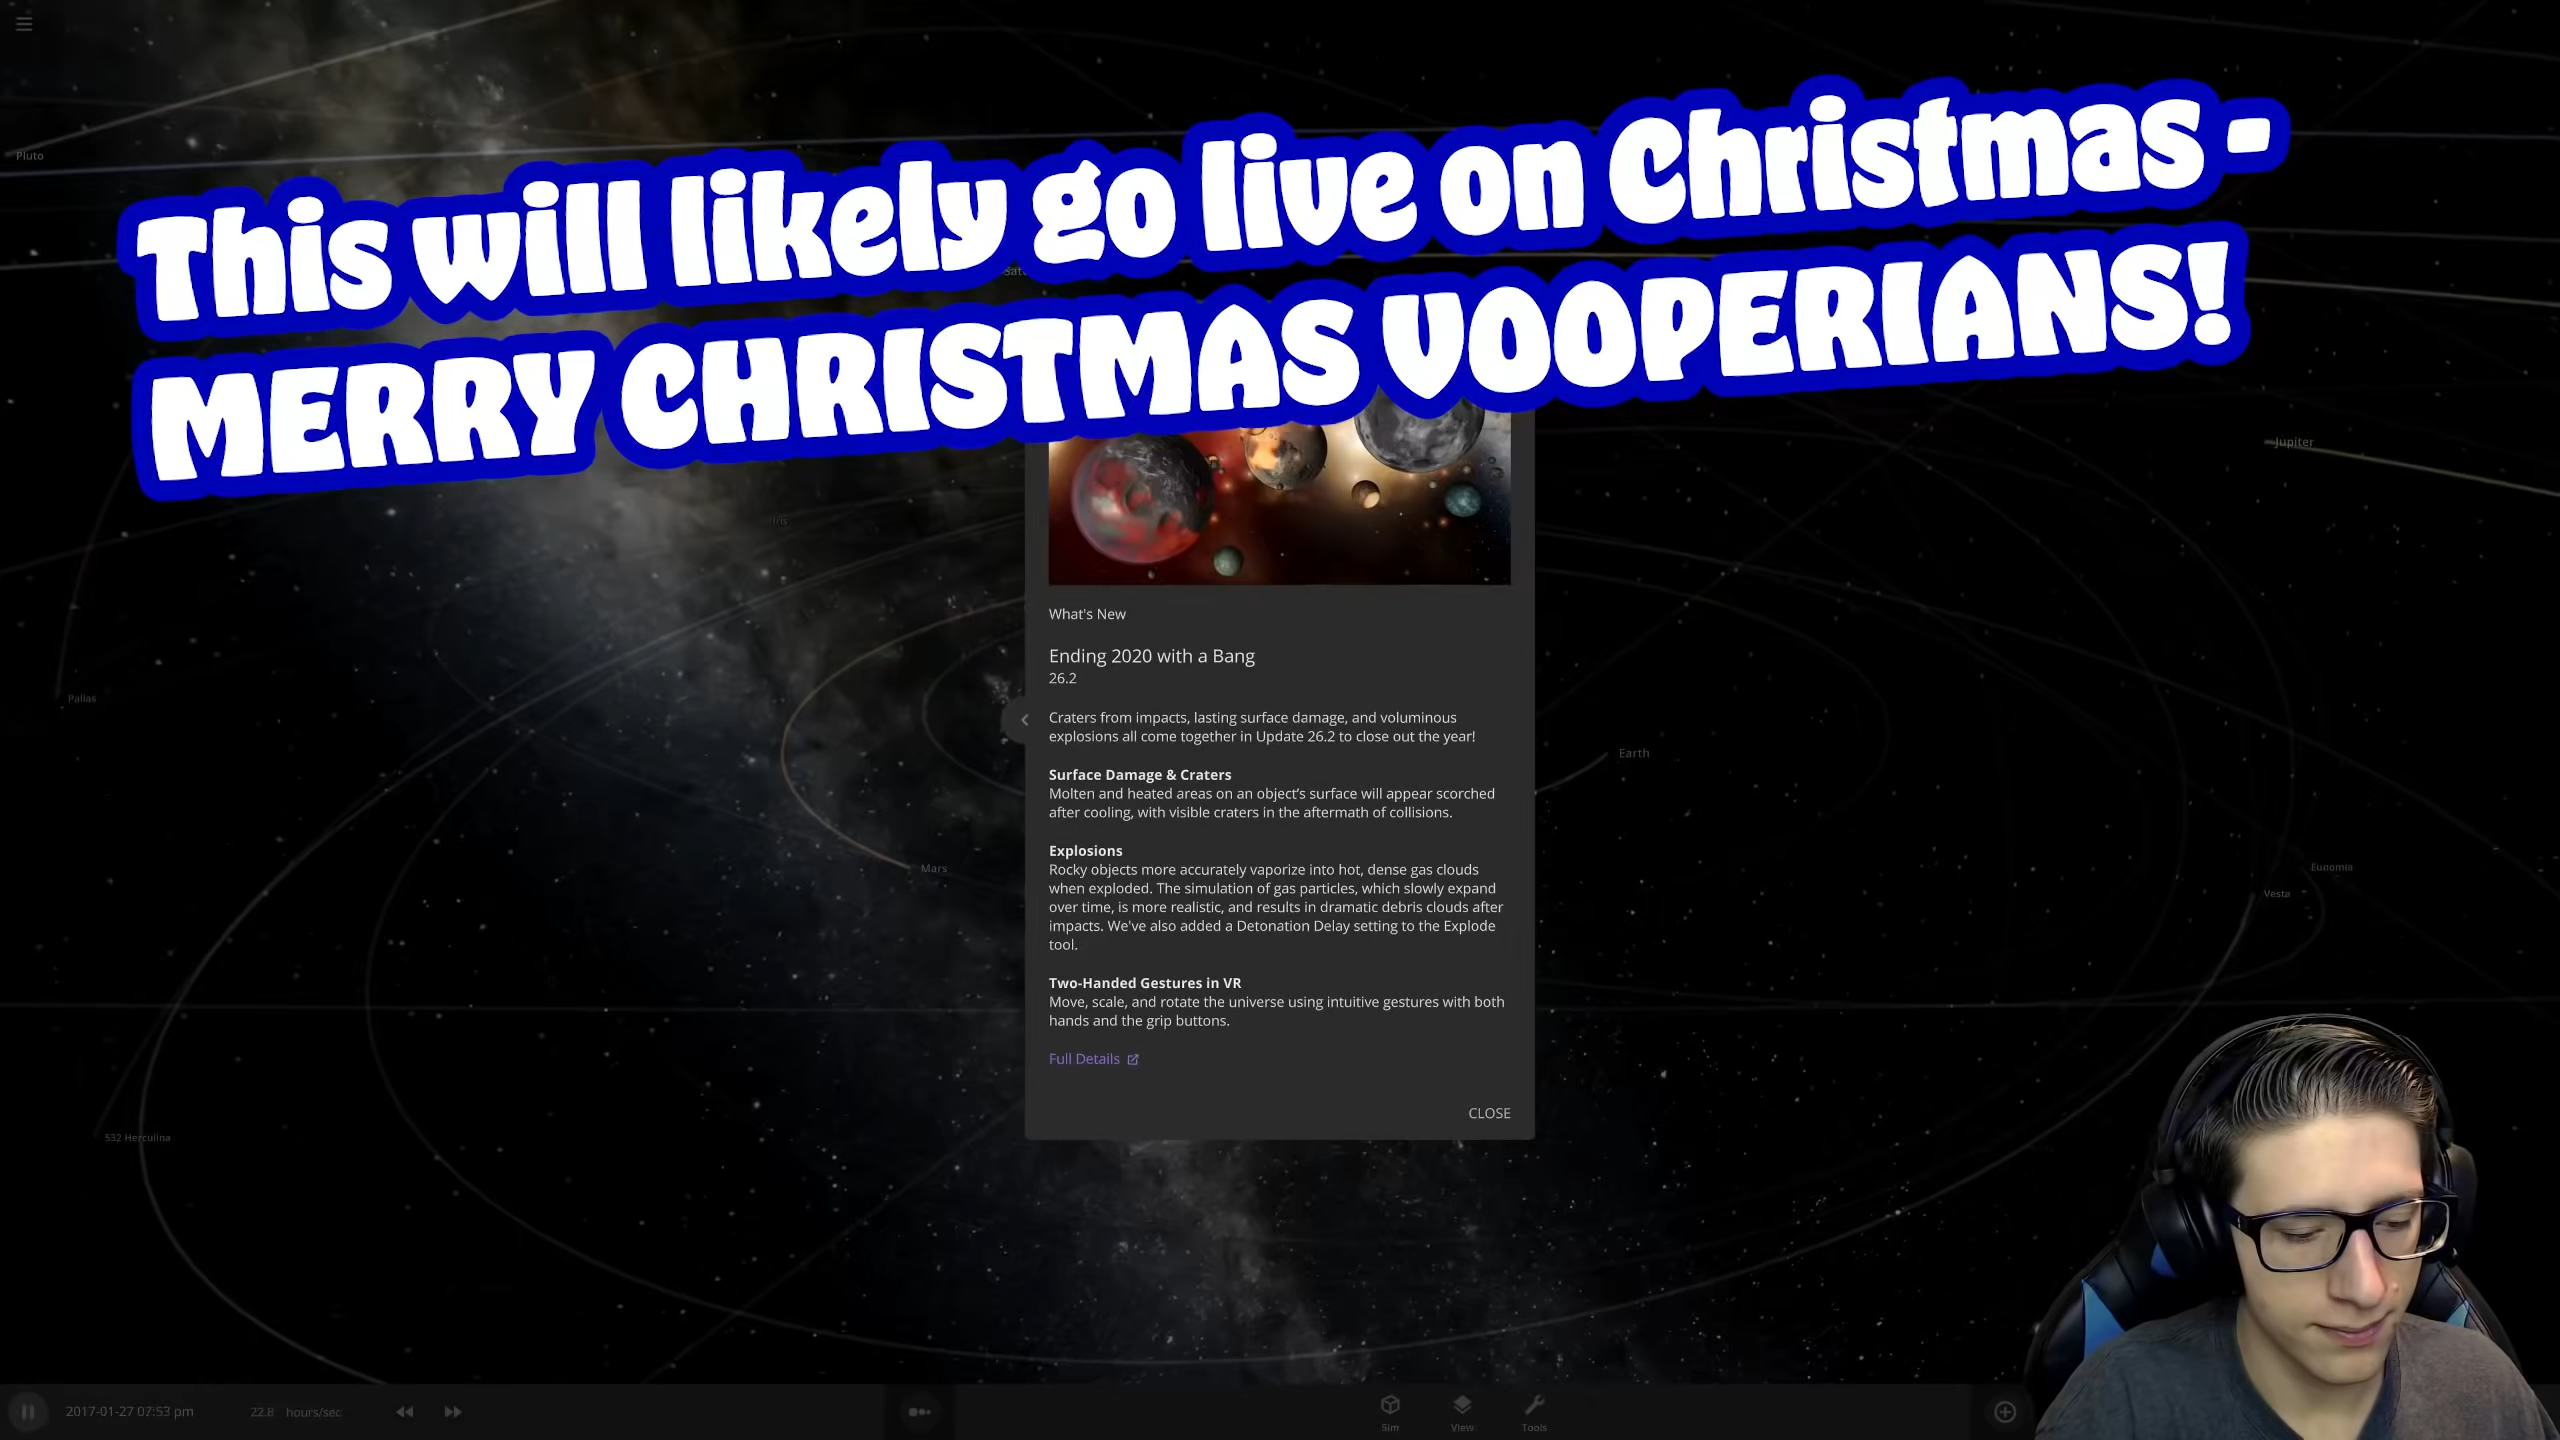 Pluto
This will likely go live on Christmas -
MERRY CHRISTMAS VOOPERIANS!
Jupiter
Iris
What's New
Ending 2020 with a Bang
26.2
Pallas
Craters from impacts, lasting surface damage, and voluminous
explosions all come together in Update 26.2 to close out the year!
Earth
Surface Damage & Craters
Molten and heated areas on an object's surface will appear scorched
after cooling, with visible craters in the aftermath of collisions.
Explosions
Rocky objects more accurately vaporize into hot, dense gas clouds
when exploded. The simulation of gas particles, which slowly expand
over time, is more realistic, and results in dramatic debris clouds after
impacts. We've also added a Detonation Delay setting to the Explode
tool.
Mars
Eunomia
Vesta
Two-Handed Gestures in VR
Move, scale, and rotate the universe using intuitive gestures with both
hands and the grip buttons.
Full Details
CLOSE
532 Herculina
2017-01-27 07:53 pm 22.8 hours/sec
Sim View Tools